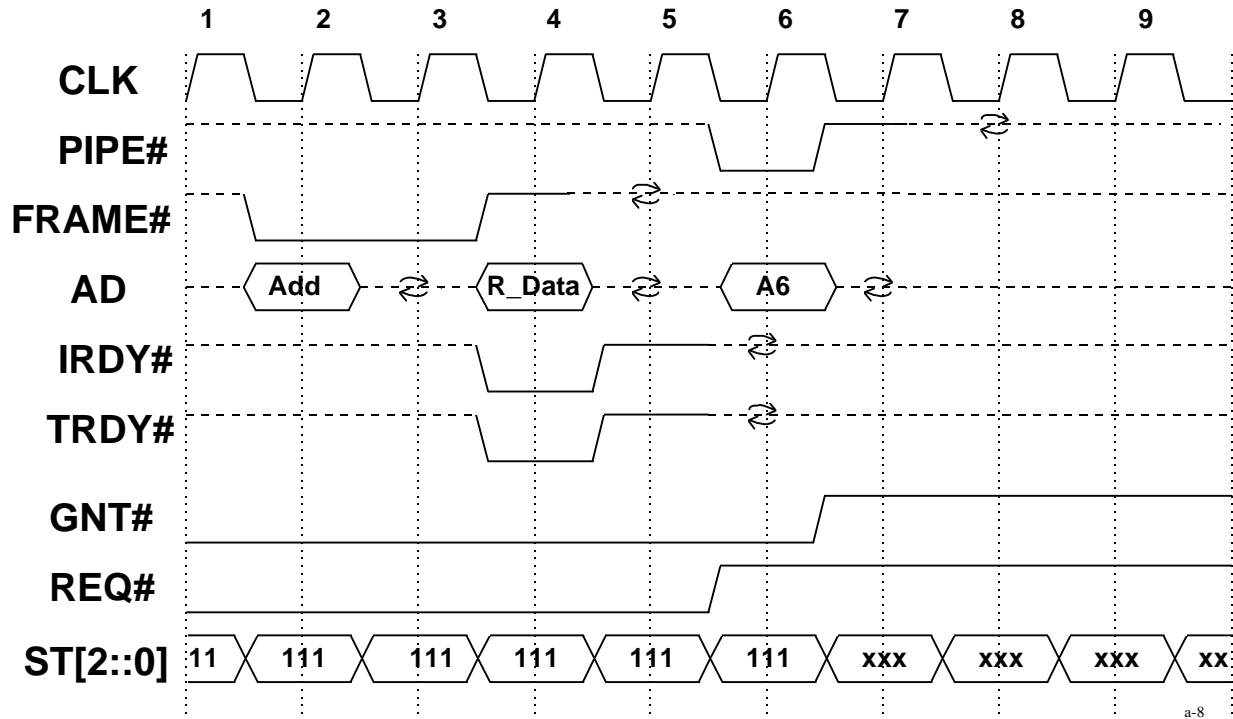 1 2 3 4 5 6 7 8 9
CLK
PIPE#
FRAME#
AD Add R_Data A6
IRDY#
TRDY#
GNT#
REQ#
ST[2::0] 11 111 111 111 111 111 xxx xxx xxx xx
a-8